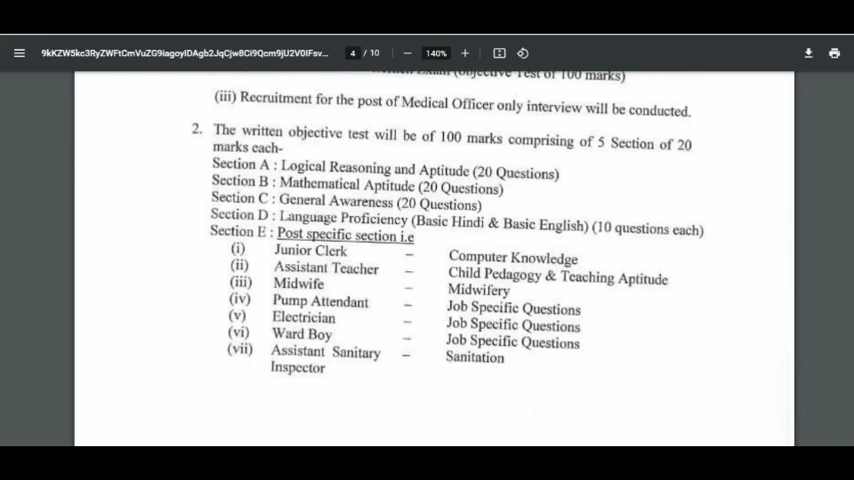 4 / 10
140%
Written Exam (Objective Test of 100 marks)
(iii) Recruitment for the post of Medical Officer only interview will be conducted.
2. The written objective test will be of 100 marks comprising of 5 Section of 20
marks each-
Section A : Logical Reasoning and Aptitude (20 Questions)
Section B : Mathematical Aptitude (20 Questions)
Section C : General Awareness (20 Questions)
Section D : Language Proficiency (Basic Hindi & Basic English) (10 questions each)
Section E : Post specific section i.e
(i) Junior Clerk – Computer Knowledge
(ii) Assistant Teacher – Child Pedagogy & Teaching Aptitude
(iii) Midwife – Midwifery
(iv) Pump Attendant – Job Specific Questions
(v) Electrician – Job Specific Questions
(vi) Ward Boy – Job Specific Questions
(vii) Assistant Sanitary – Sanitation
Inspector